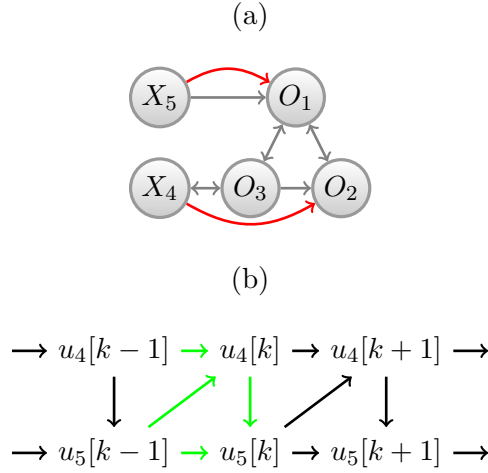 (a)
X₅ O₁
X₄ O₃ O₂
(b)
u₄[k − 1] u₄[k] u₄[k + 1]
u₅[k − 1] u₅[k] u₅[k + 1]